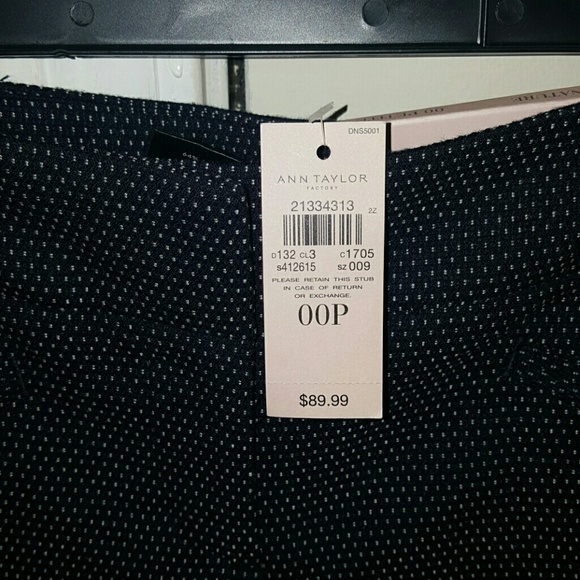 DNS5001
ANN TAYLOR
FACTORY
21334313
2Z
D132 CL3 C1705
S412615 SZ 009
PLEASE RETAIN THIS STUB
IN CASE OF RETURN
OR EXCHANGE.
00P
$89.99